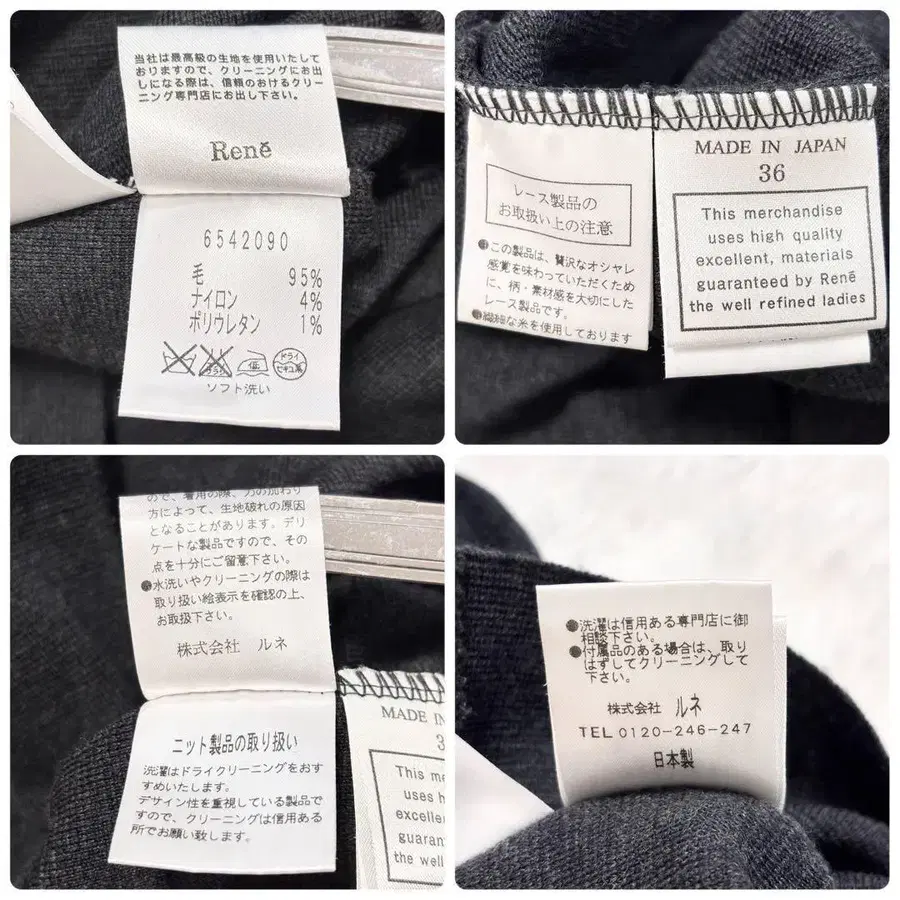 当社は最高級の生地を使用いたして
おりますので、クリーニングにお出
しになる際は、信頼のおけるクリー
ニング専門店にお出し下さい。
René
6542090
毛 95%
ナイロン 4%
ポリウレタン 1%
低
ドライ
セキユ系
ソフト洗い
レース製品の
お取扱い上の注意
●この製品は、贅沢なオシャレ
感覚を味わっていただくため
に、柄・素材感を大切にした
レース製品です。
●繊細な糸を使用しております
MADE IN JAPAN
36
This merchandise
uses high quality
excellent, materials
guaranteed by René
the well refined ladies
ので、着用の際、力の加わり
方によって、生地破れの原因
となることがあります。デリ
ケートな製品ですので、その
点を十分にご留意下さい。
●水洗いやクリーニングの際は
取り扱い絵表示を確認の上、
お取扱下さい。
株式会社 ルネ
ニット製品の取り扱い
洗濯はドライクリーニングをおす
すめいたします。
デザイン性を重視している製品で
すので、クリーニングは信用ある
所でお願い致します。
MADE IN
3
This me
uses h
excellen
guaran
the wel
●洗濯は信用ある専門店に御
相談下さい。
●付属品のある場合は、取り
はずしてクリーニングして
下さい。
株式会社 ルネ
TEL 0120-246-247
日本製